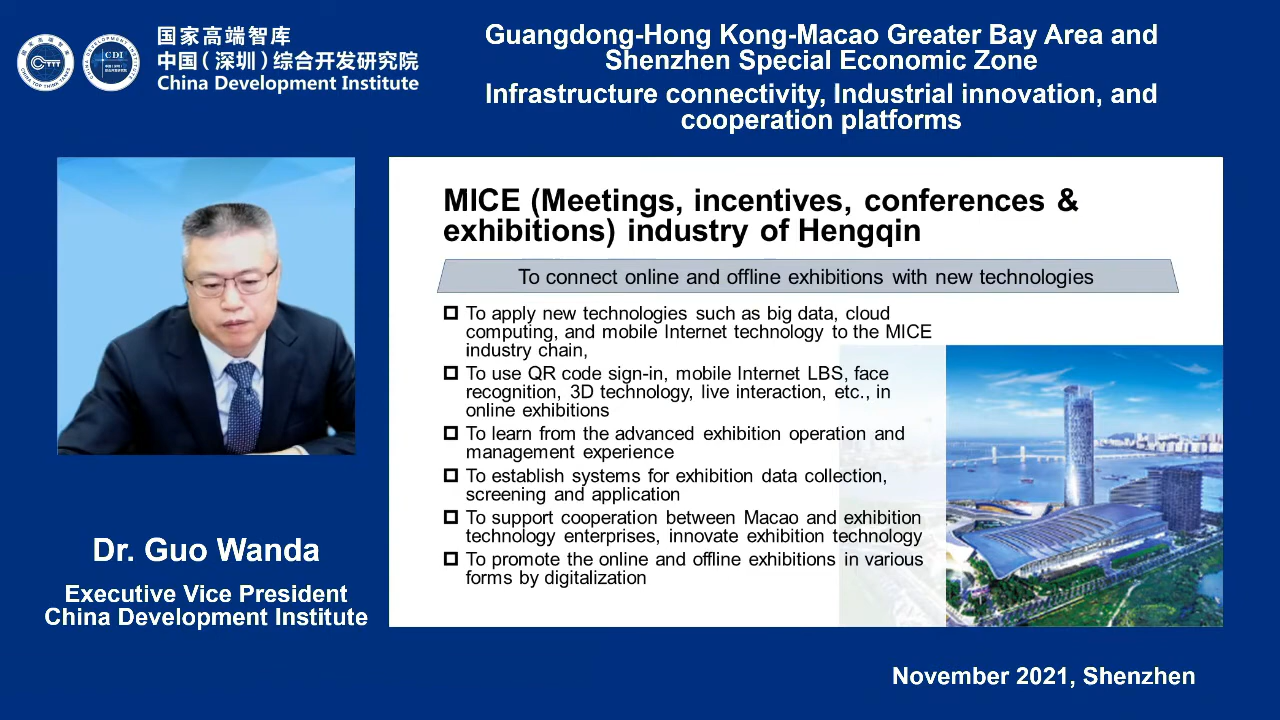 国家高端智库
中国（深圳）综合开发研究院
China Development Institute
CDI
Guangdong-Hong Kong-Macao Greater Bay Area and
Shenzhen Special Economic Zone
Infrastructure connectivity, Industrial innovation, and
cooperation platforms
MICE (Meetings, incentives, conferences &
exhibitions) industry of Hengqin
To connect online and offline exhibitions with new technologies
To apply new technologies such as big data, cloud
computing, and mobile Internet technology to the MICE
industry chain,
To use QR code sign-in, mobile Internet LBS, face
recognition, 3D technology, live interaction, etc., in
online exhibitions
To learn from the advanced exhibition operation and
management experience
To establish systems for exhibition data collection,
screening and application
To support cooperation between Macao and exhibition
technology enterprises, innovate exhibition technology
To promote the online and offline exhibitions in various
forms by digitalization
Dr. Guo Wanda
Executive Vice President
China Development Institute
November 2021, Shenzhen